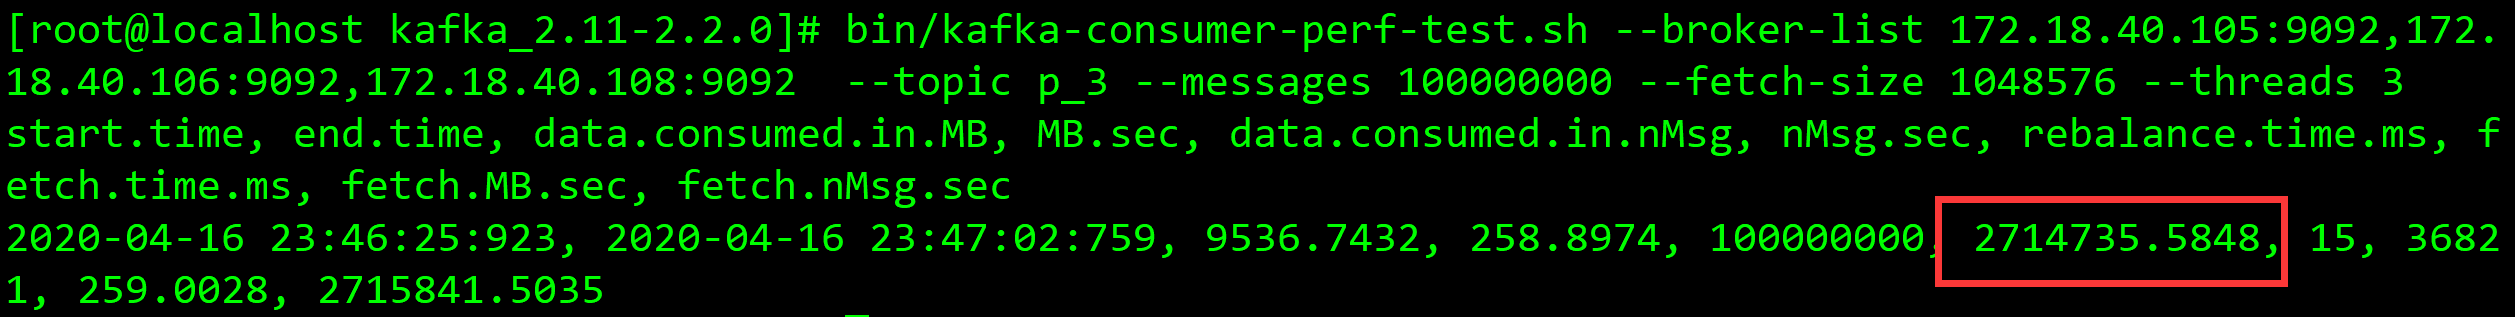 [root@localhost kafka_2.11-2.2.0]# bin/kafka-consumer-perf-test.sh --broker-list 172.18.40.105:9092,172.
18.40.106:9092,172.18.40.108:9092  --topic p_3 --messages 100000000 --fetch-size 1048576 --threads 3
start.time, end.time, data.consumed.in.MB, MB.sec, data.consumed.in.nMsg, nMsg.sec, rebalance.time.ms, f
etch.time.ms, fetch.MB.sec, fetch.nMsg.sec
2020-04-16 23:46:25:923, 2020-04-16 23:47:02:759, 9536.7432, 258.8974, 100000000, 2714735.5848, 15, 3682
1, 259.0028, 2715841.5035